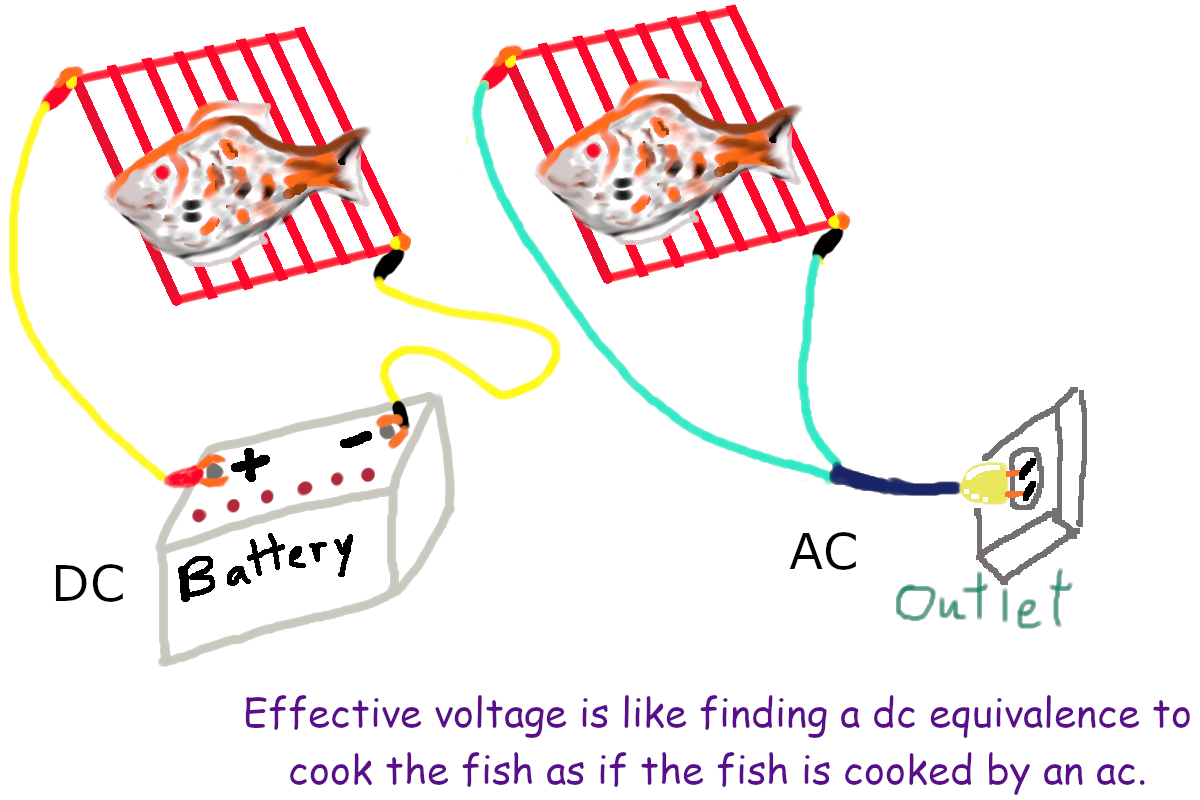 +
-
Battery
DC
AC
Outlet
Effective voltage is like finding a dc equivalence to
cook the fish as if the fish is cooked by an ac.